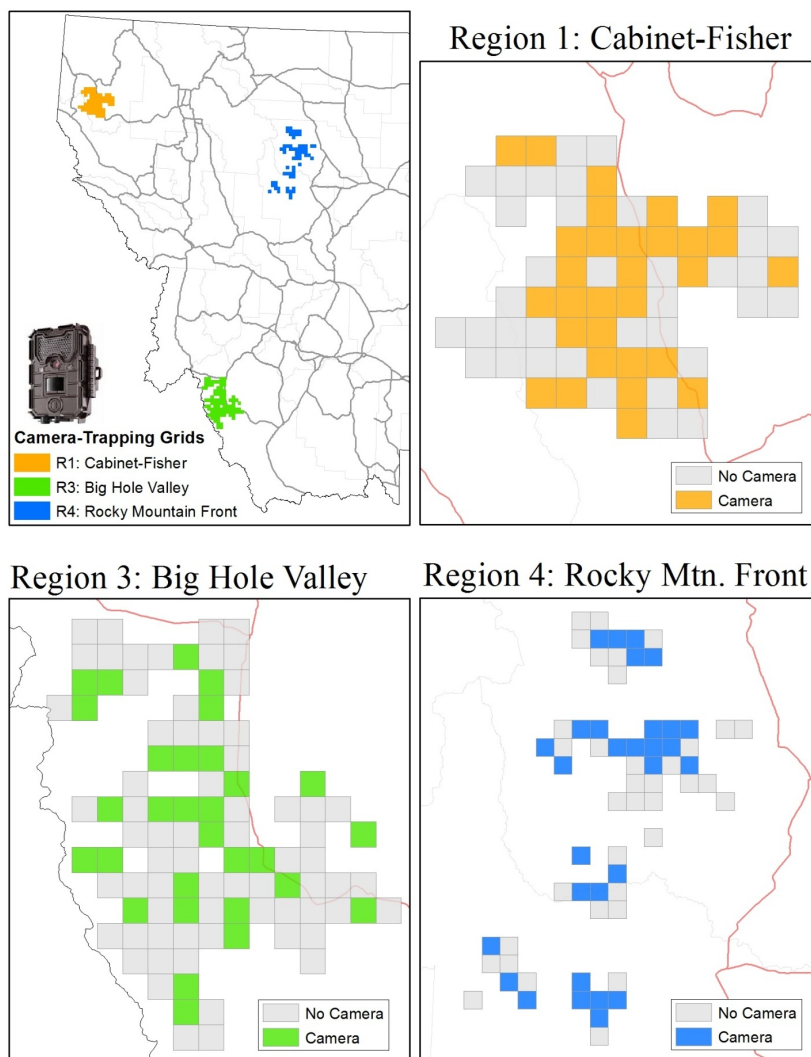 Camera-Trapping Grids
R1: Cabinet-Fisher
R3: Big Hole Valley
R4: Rocky Mountain Front
Region 1: Cabinet-Fisher
No Camera
Camera
Region 3: Big Hole Valley
No Camera
Camera
Region 4: Rocky Mtn. Front
No Camera
Camera